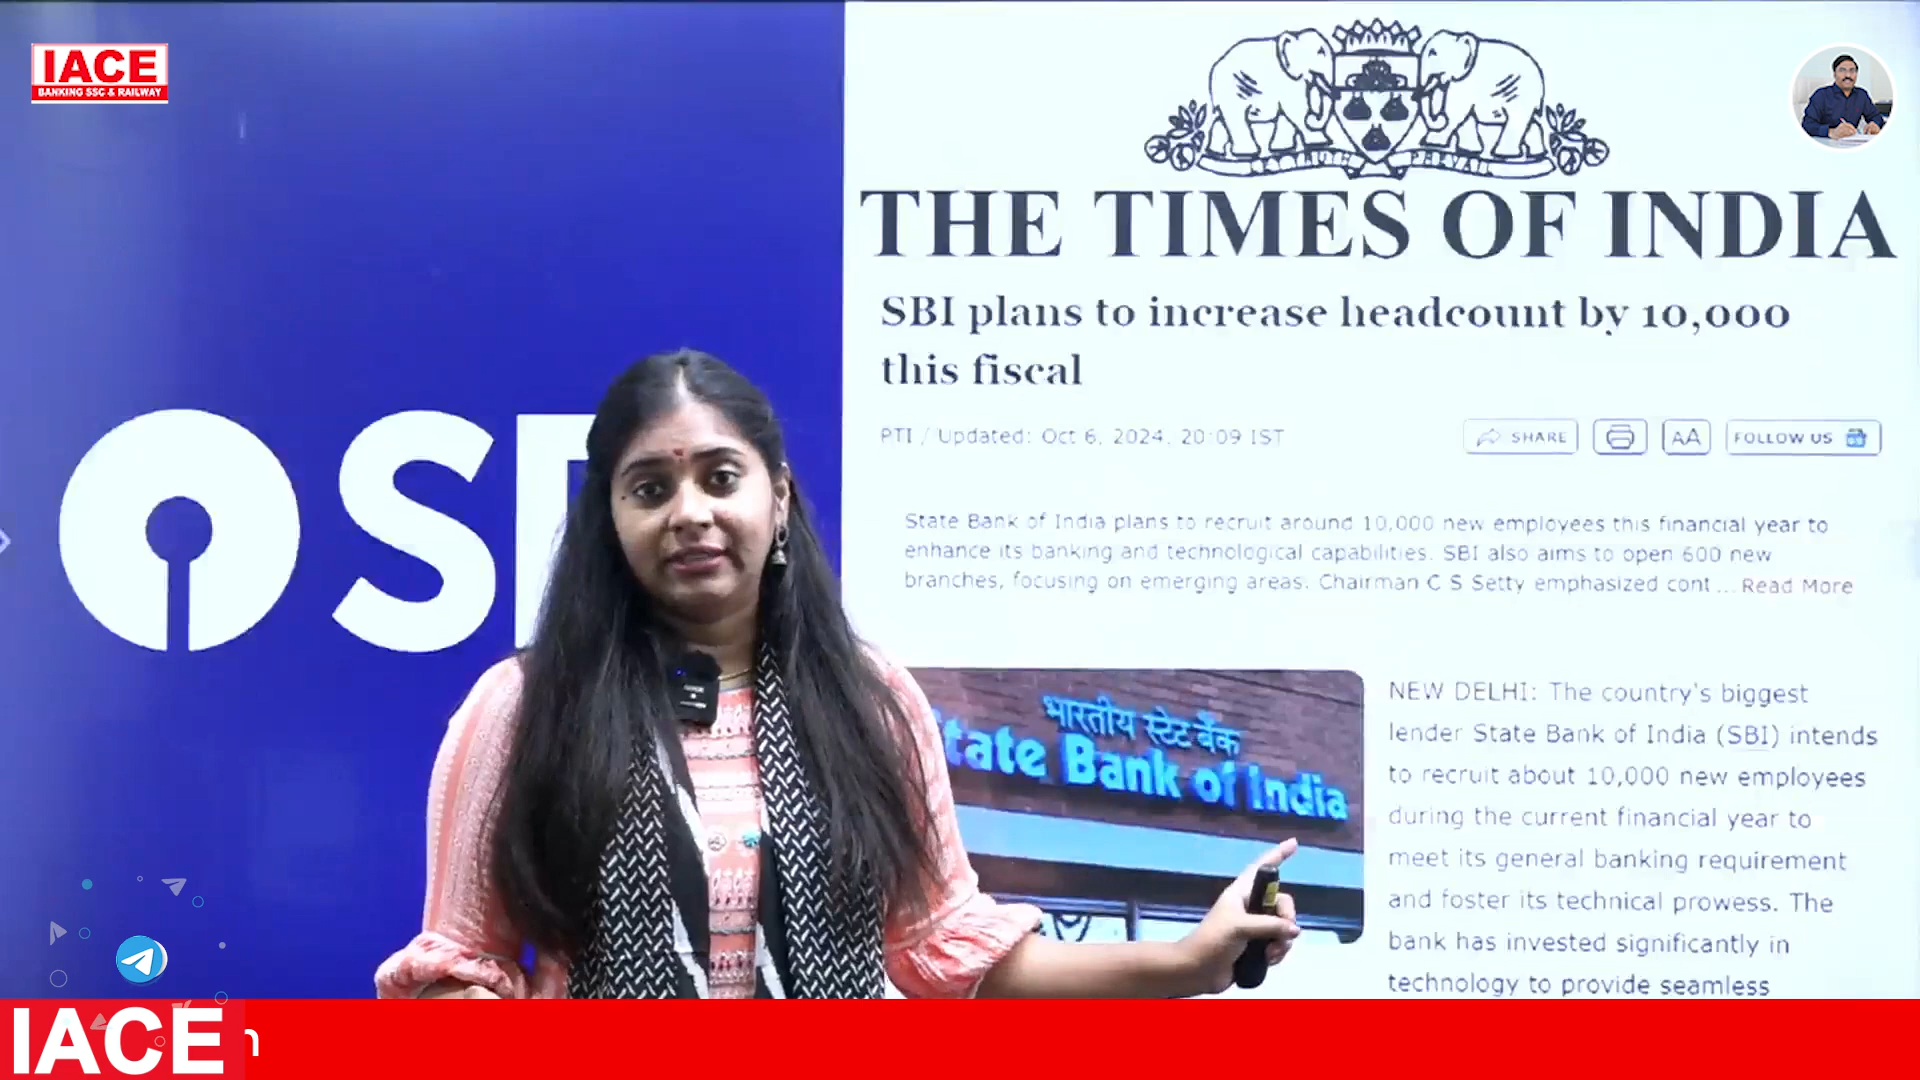 IACE
BANKING SSC & RAILWAY
THE TIMES OF INDIA
SBI plans to increase headcount by 10,000
this fiscal
PTI / Updated: Oct 6, 2024, 20:09 IST
SHARE
AA
FOLLOW US
State Bank of India plans to recruit around 10,000 new employees this financial year to
enhance its banking and technological capabilities. SBI also aims to open 600 new
branches, focusing on emerging areas. Chairman C S Setty emphasized cont ... Read More
S
भारतीय स्टेट बैंक
tate Bank of India
NEW DELHI: The country's biggest
lender State Bank of India (SBI) intends
to recruit about 10,000 new employees
during the current financial year to
meet its general banking requirement
and foster its technical prowess. The
bank has invested significantly in
technology to provide seamless
IACE
n